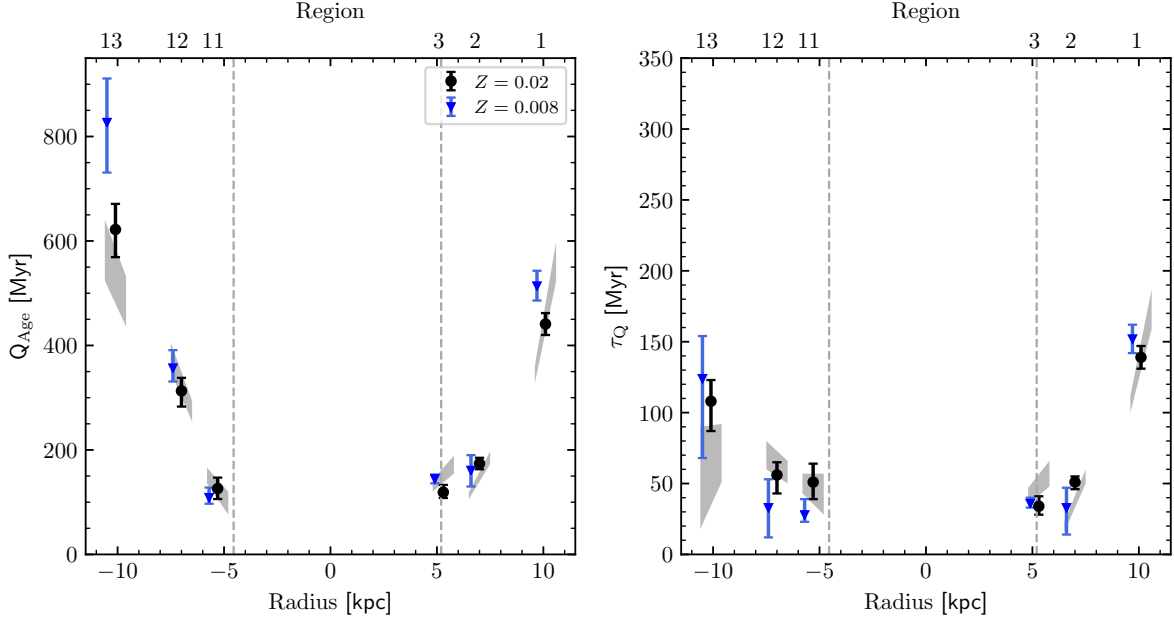 Region
13 12 11 3 2 1
Z = 0.02
Z = 0.008
800
600
400
200
0
Q_Age [Myr]
−10 −5 0 5 10
Radius [kpc]
Region
13 12 11 3 2 1
350
300
250
200
150
100
50
0
τ_Q [Myr]
−10 −5 0 5 10
Radius [kpc]